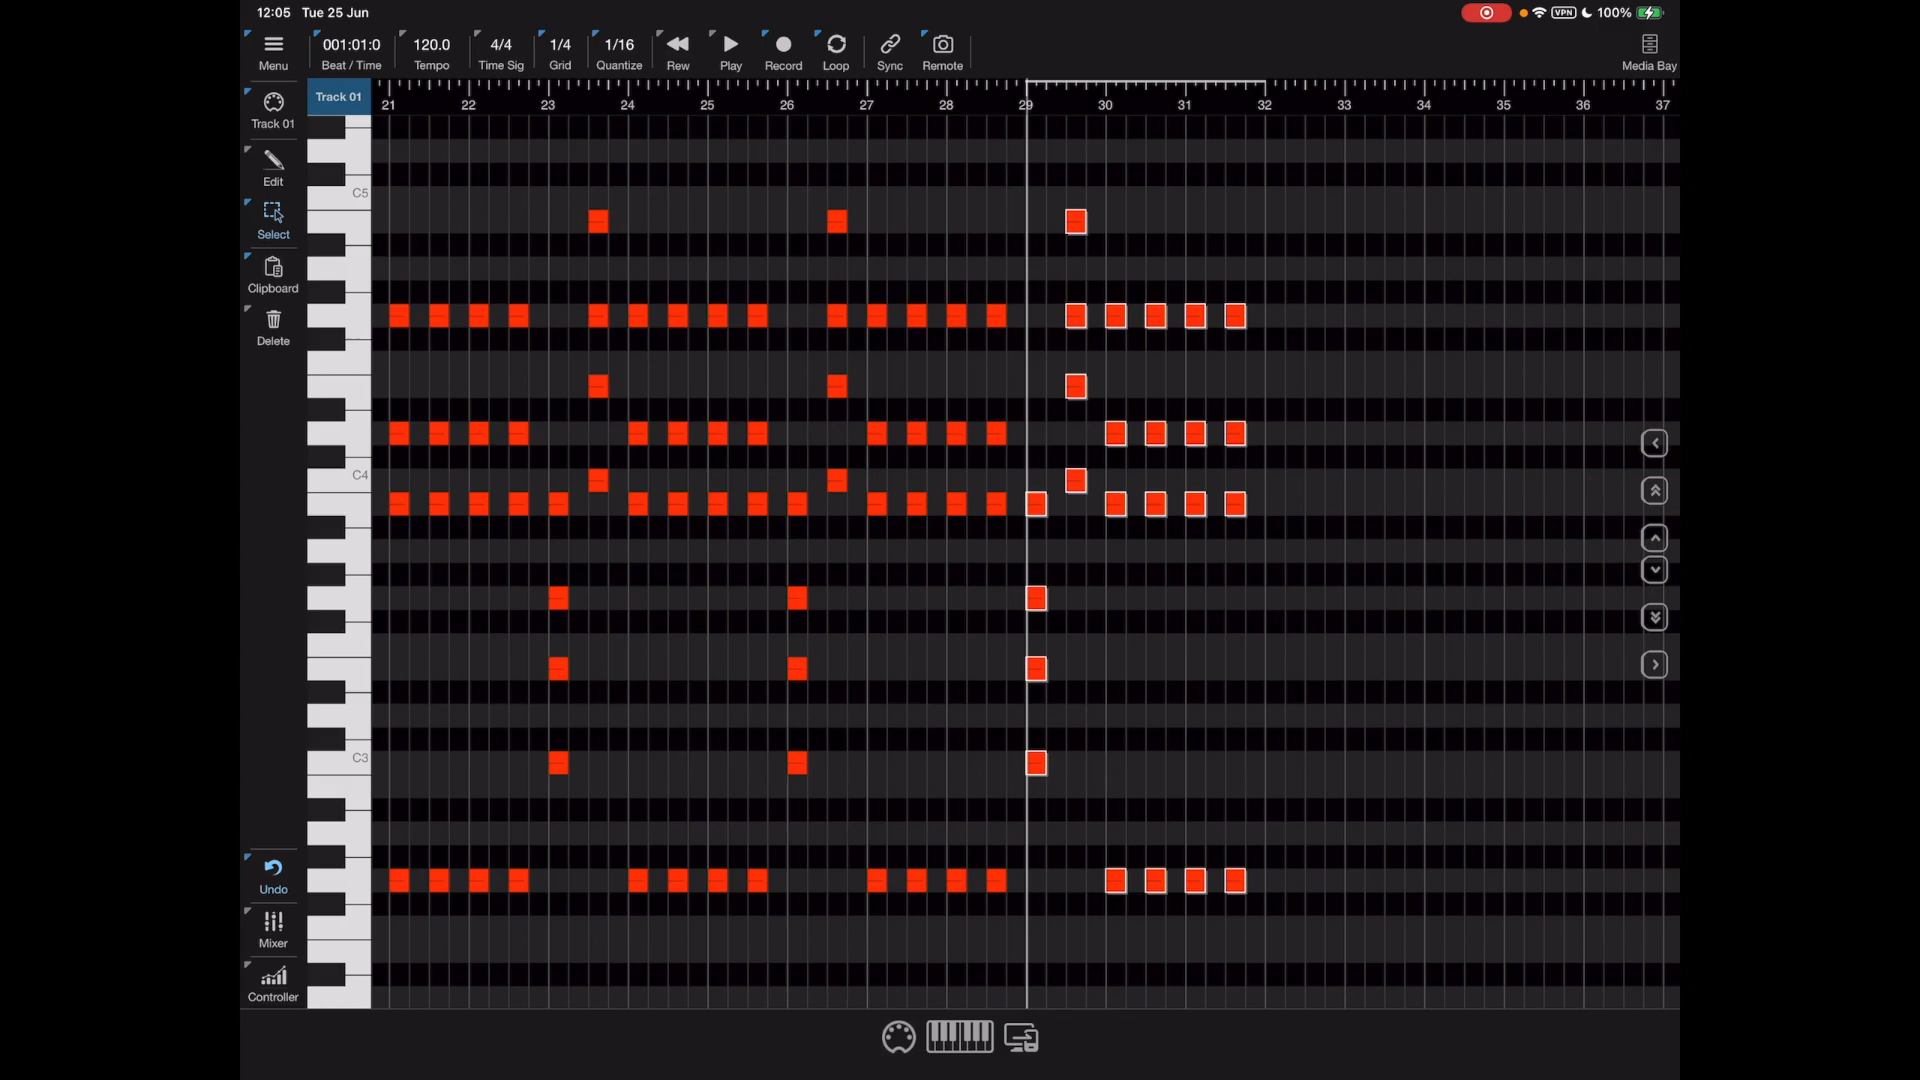 12:05 Tue 25 Jun VPN 100%
001:01:0 120.0 4/4 1/4 1/16
Menu Beat / Time Tempo Time Sig Grid Quantize Rew Play Record Loop Sync Remote Media Bay
Track 01 21 22 23 24 25 26 27 28 29 30 31 32 33 34 35 36 37
Track 01
Edit
C5
Select
Clipboard
Delete
C4
C3
Undo
Mixer
Controller